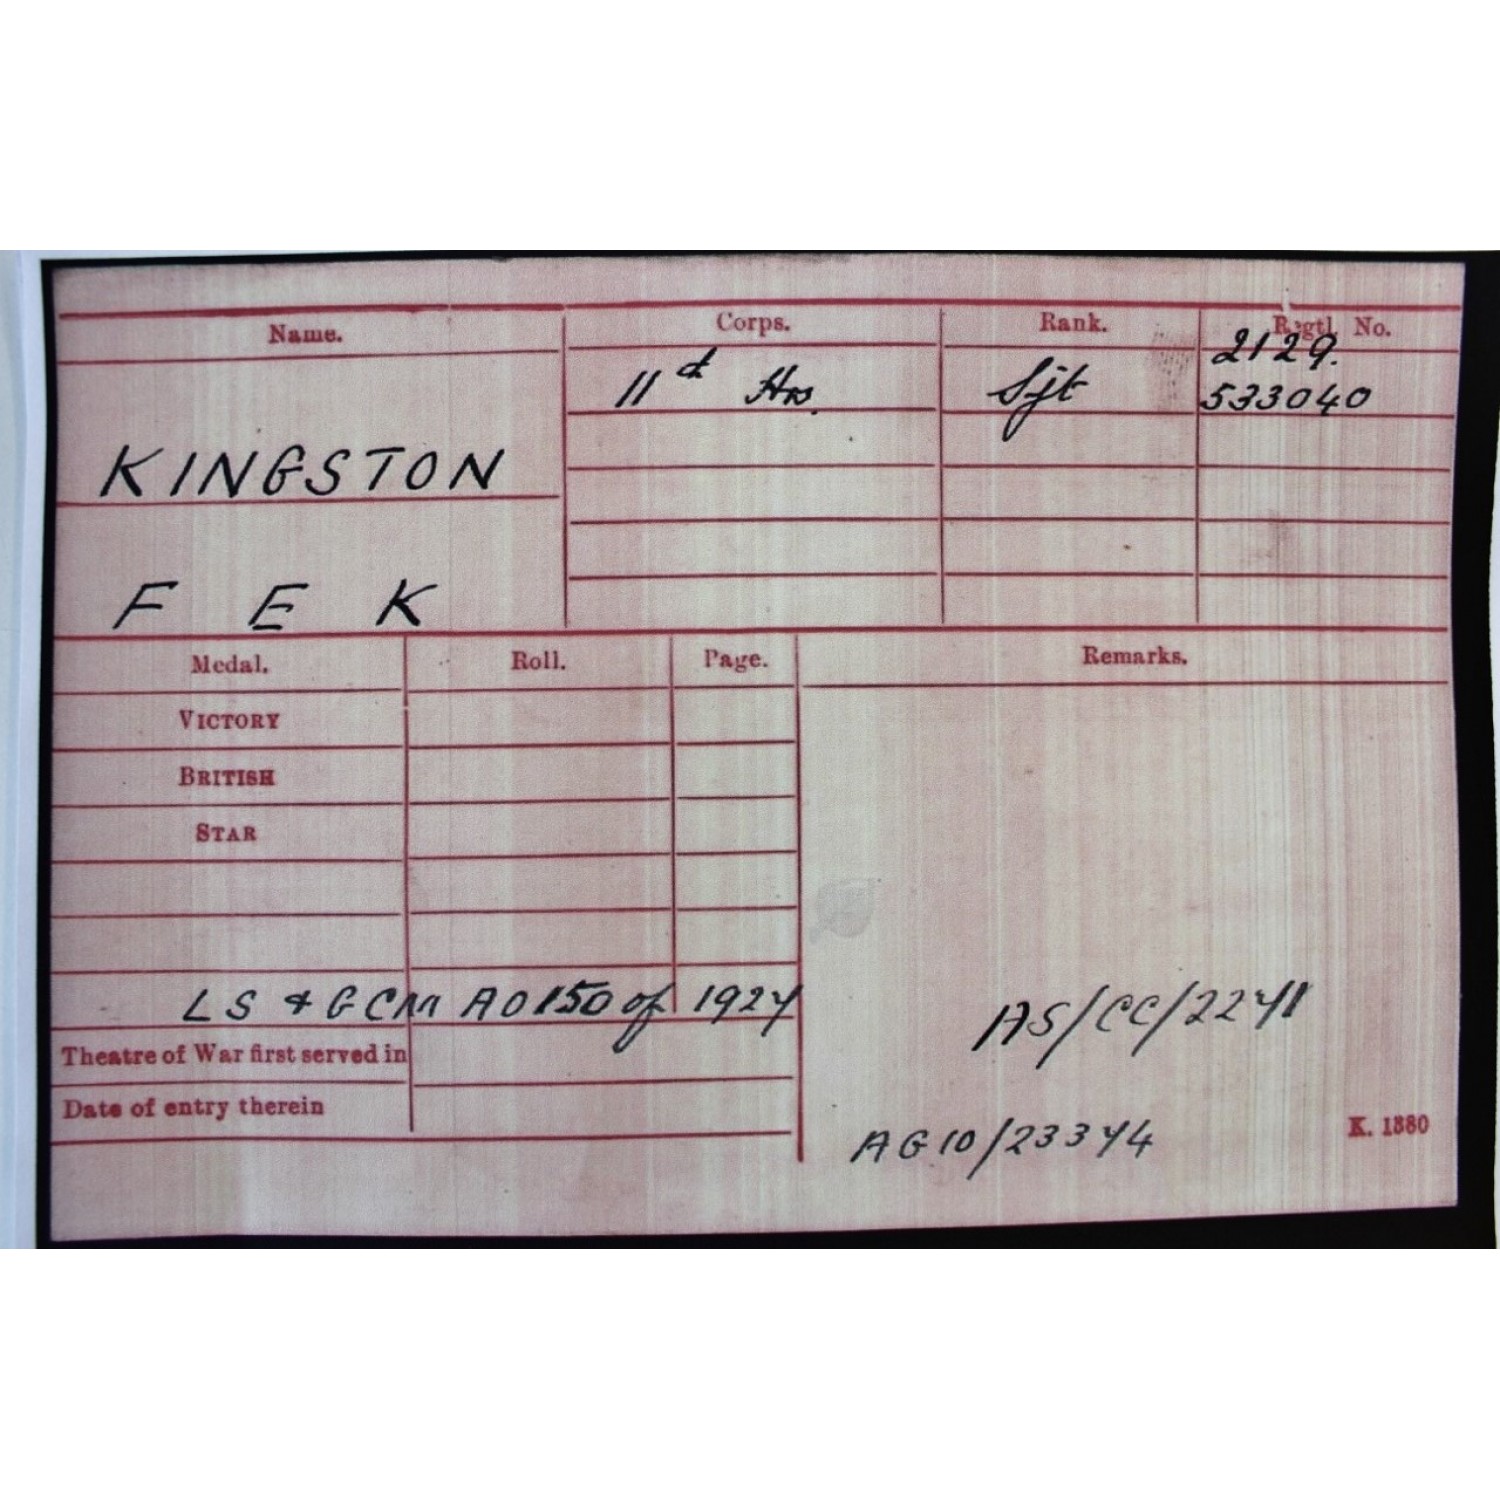 Name. Corps. Rank. Regtl. No.
2129.
11d Hrs. Sjt 533040
KINGSTON
F E K
Medal. Roll. Page. Remarks.
VICTORY
BRITISH
STAR
LS & GCM AO 150 of 1924
AS/CC/2241
Theatre of War first served in
Date of entry therein
AG10/23344
K. 1380